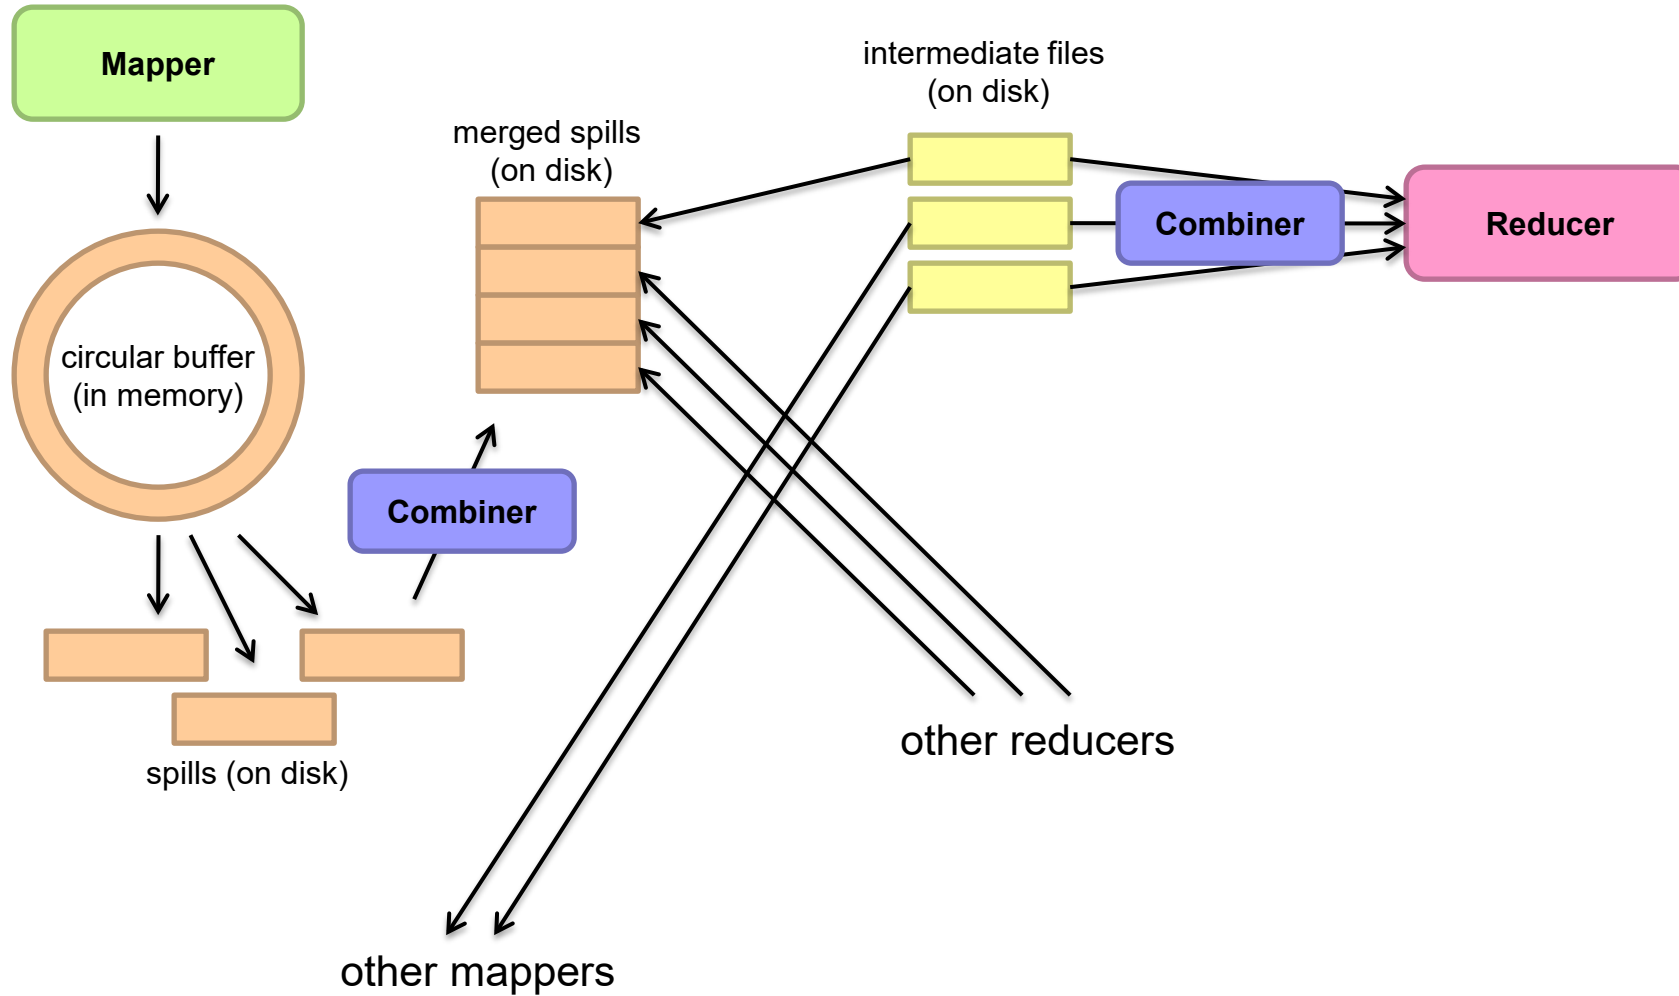 Mapper
circular buffer
(in memory)
spills (on disk)
Combiner
merged spills
(on disk)
intermediate files
(on disk)
Combiner
Reducer
other reducers
other mappers